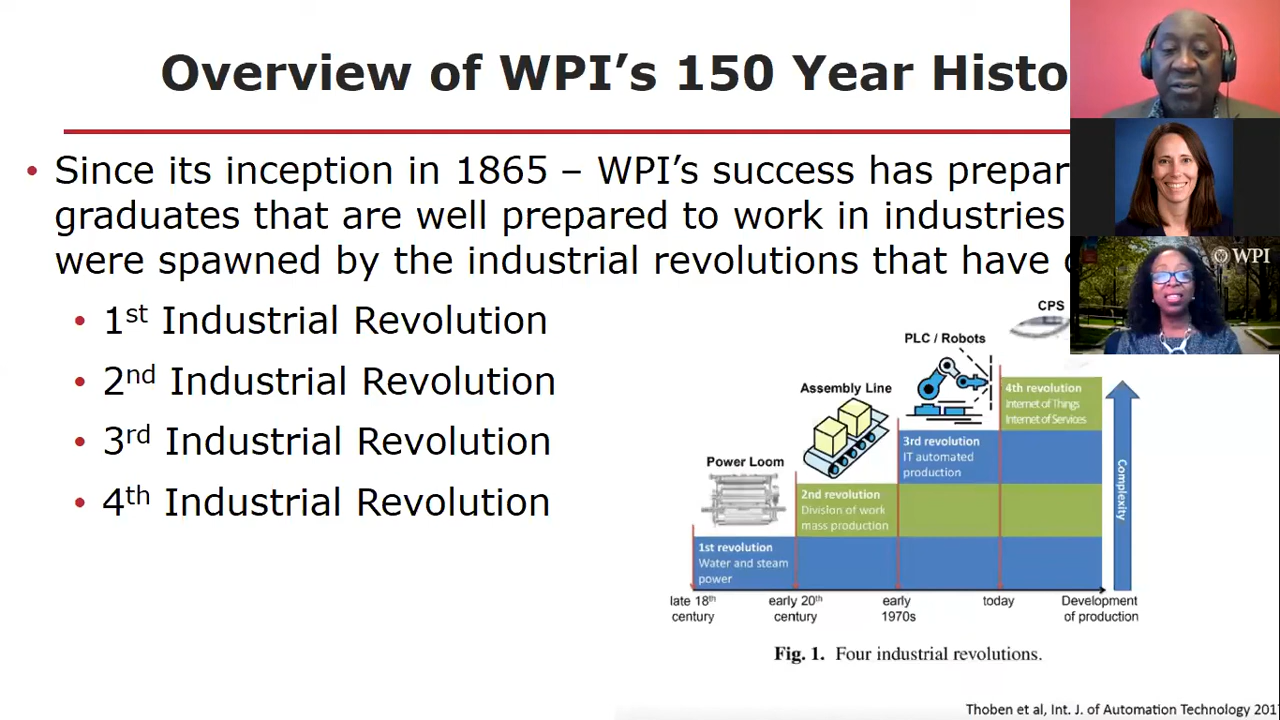 Overview of WPI’s 150 Year Histo
• Since its inception in 1865 – WPI’s success has prepar
graduates that are well prepared to work in industries
were spawned by the industrial revolutions that have
• 1st Industrial Revolution
• 2nd Industrial Revolution
• 3rd Industrial Revolution
• 4th Industrial Revolution
WPI
CPS
PLC / Robots
Assembly Line
Power Loom
4th revolution
Internet of Things
Internet of Services
3rd revolution
IT automated
production
2nd revolution
Division of work
mass production
1st revolution
Water and steam
power
Complexity
late 18th
century
early 20th
century
early
1970s
today
Development
of production
Fig. 1. Four industrial revolutions.
Thoben et al, Int. J. of Automation Technology 201